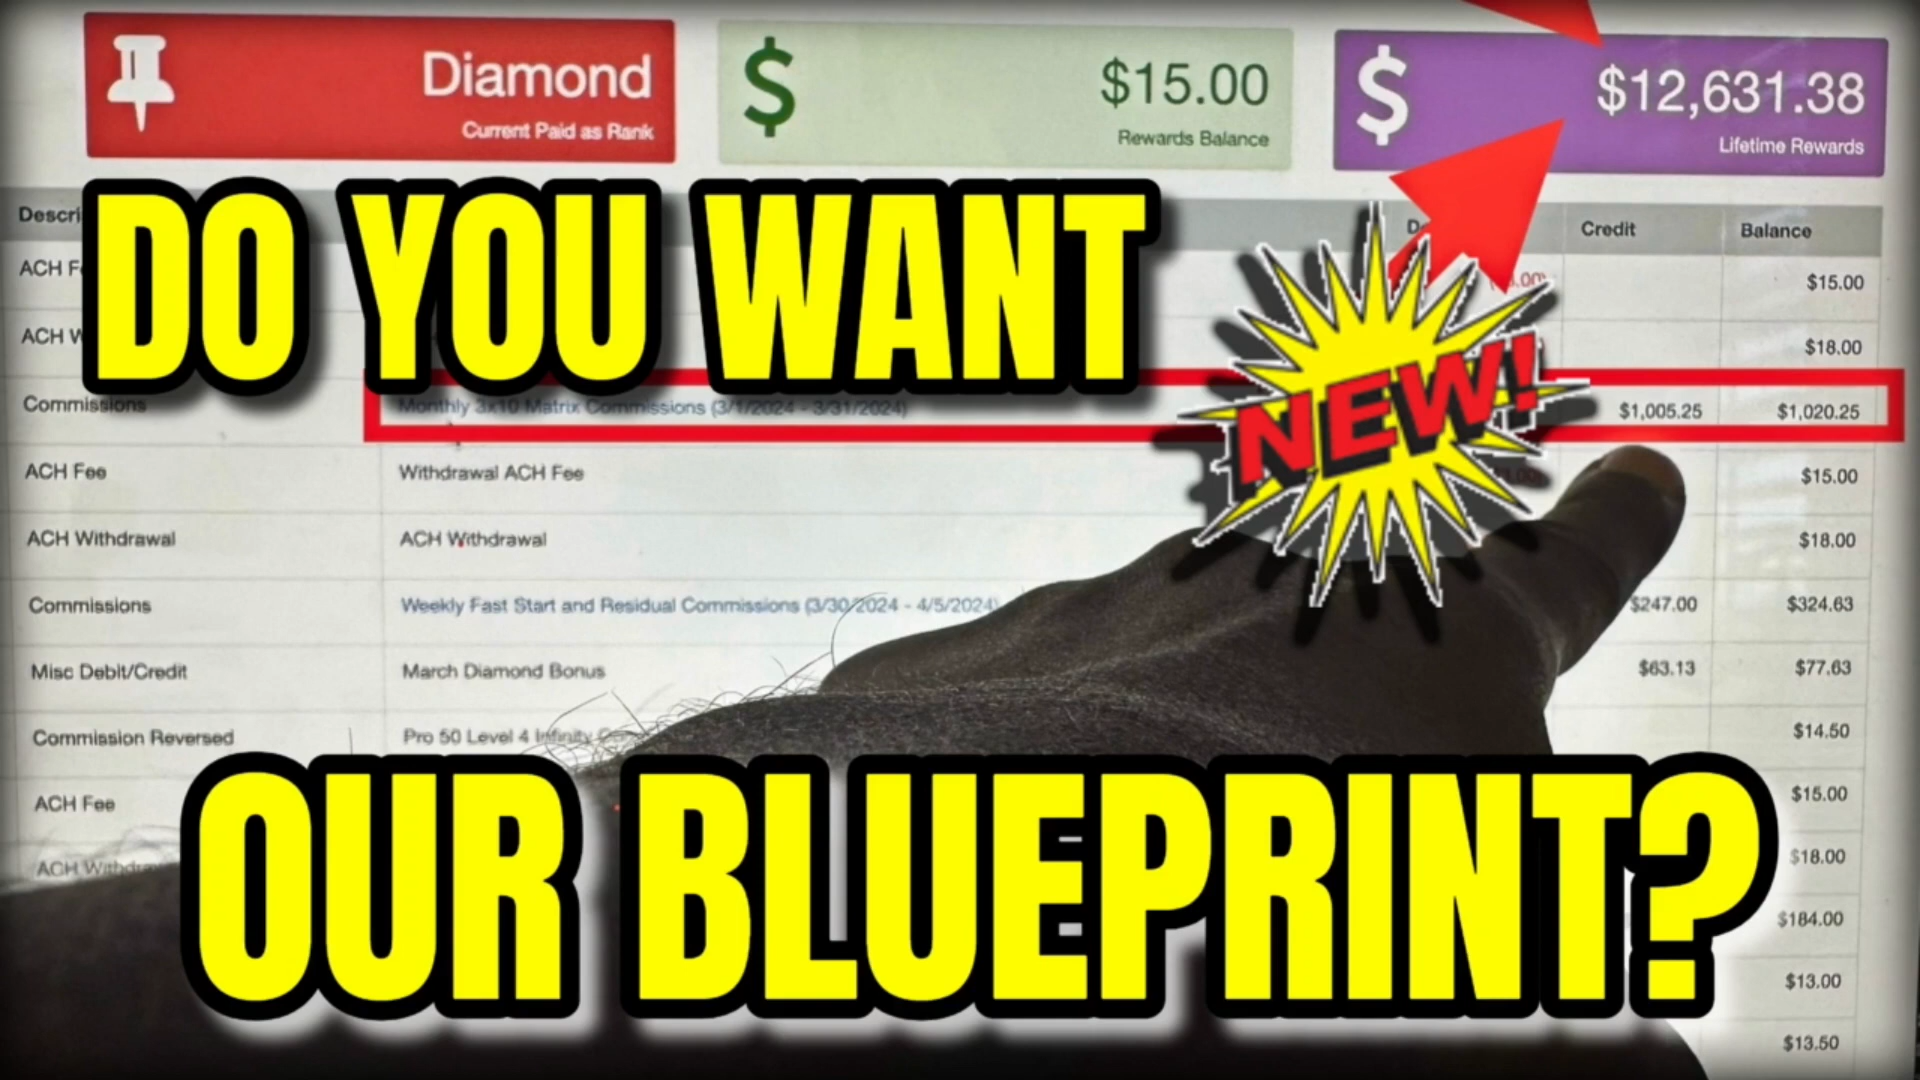 Diamond
Current Paid as Rank
$15.00
Rewards Balance
$12,631.38
Lifetime Rewards
DO YOU WANT
NEW!
Credit Balance
$15.00
$18.00
Commissions Monthly 3x10 Matrix Commissions (3/1/2024 - 3/31/2024) $1,005.25 $1,020.25
ACH Fee Withdrawal ACH Fee $15.00
ACH Withdrawal ACH Withdrawal $18.00
Commissions Weekly Fast Start and Residual Commissions (3/30/2024 - 4/5/2024) $247.00 $324.63
Misc Debit/Credit March Diamond Bonus $63.13 $77.63
Commission Reversed Pro 50 Level 4 Infinity $14.50
ACH Fee $15.00
ACH $18.00
$184.00
$13.00
$13.50
OUR BLUEPRINT?